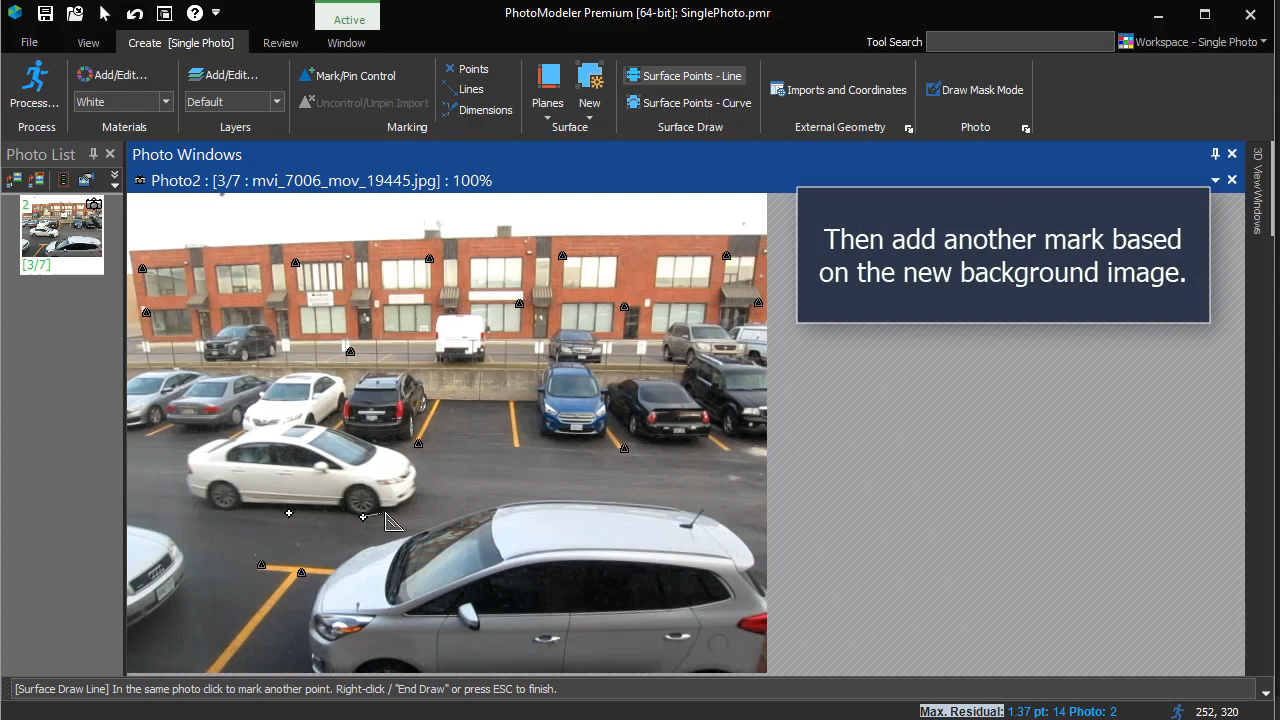 PhotoModeler Premium [64-bit]: SinglePhoto.pmr
Active
File
View
Create [Single Photo]
Review
Window
Tool Search
Workspace - Single Photo
Process...
Process
Add/Edit...
White
Materials
Add/Edit...
Default
Layers
Mark/Pin Control
Uncontrol/Unpin Import
Points
Lines
Dimensions
Marking
Planes
New
Surface
Surface Points - Line
Surface Points - Curve
Surface Draw
Imports and Coordinates
External Geometry
Draw Mask Mode
Photo
Photo List
2
[3/7]
Photo Windows
Photo2 : [3/7 : mvi_7006_mov_19445.jpg] : 100%
3D ViewWindows
Then add another mark based
on the new background image.
[Surface Draw Line] In the same photo click to mark another point. Right-click / "End Draw" or press ESC to finish.
Max. Residual: 1.37 pt: 14 Photo: 2
252, 320